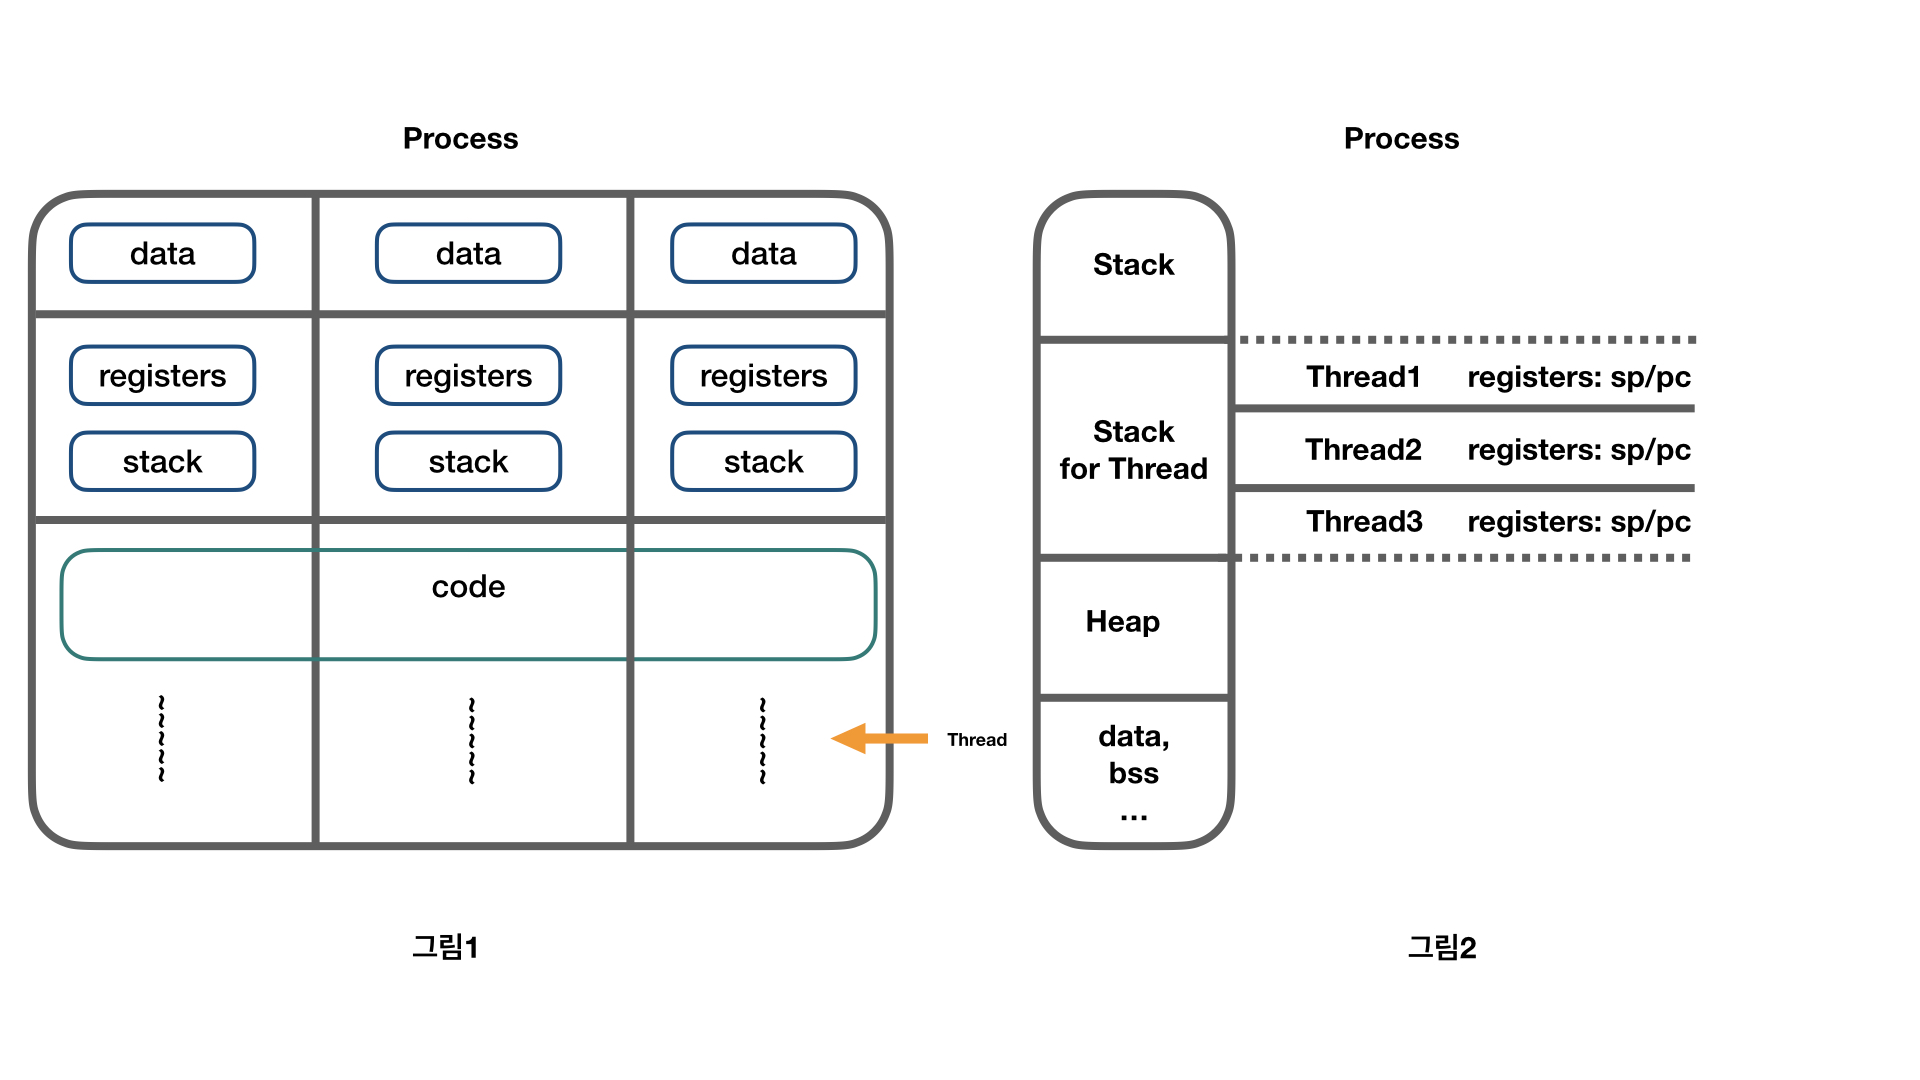 Process
data
data
data
registers
registers
registers
stack
stack
stack
code
Thread
그림1
Process
Stack
Stack
for Thread
Thread1 registers: sp/pc
Thread2 registers: sp/pc
Thread3 registers: sp/pc
Heap
data,
bss
...
그림2